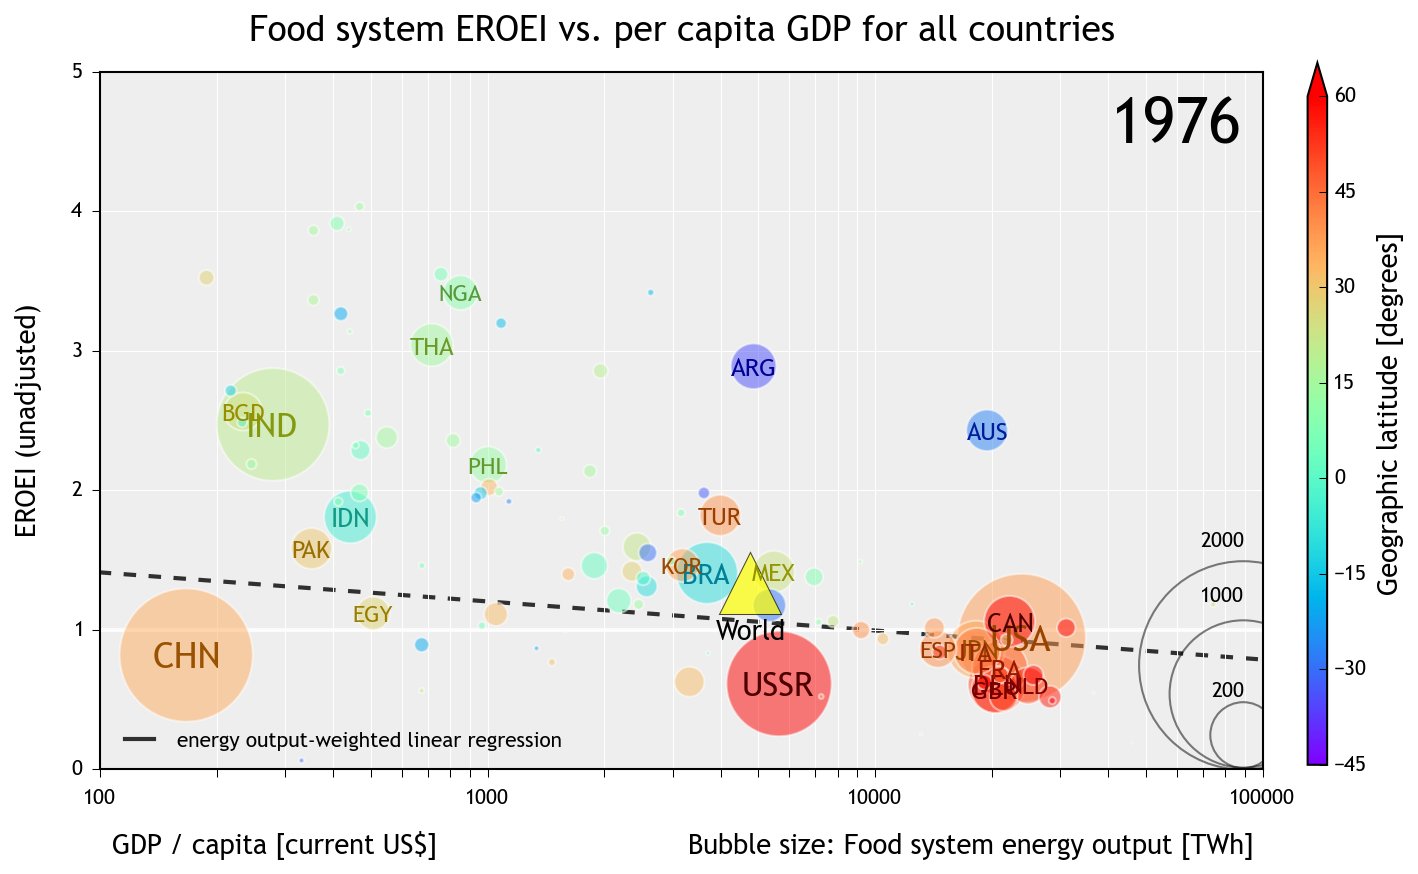 Food system EROEI vs. per capita GDP for all countries
1976
5
4
3
2
1
0
EROEI (unadjusted)
NGA
THA
ARG
BGD
IND
AUS
PHL
IDN
TUR
PAK
KOR
BRA
MEX
EGY
World
CHN
USSR
CAN
USA
ESP
ITA
FRA
NLD
GBR
2000
1000
200
energy output-weighted linear regression
100
1000
10000
100000
GDP / capita [current US$]
Bubble size: Food system energy output [TWh]
60
45
30
15
0
−15
−30
−45
Geographic latitude [degrees]